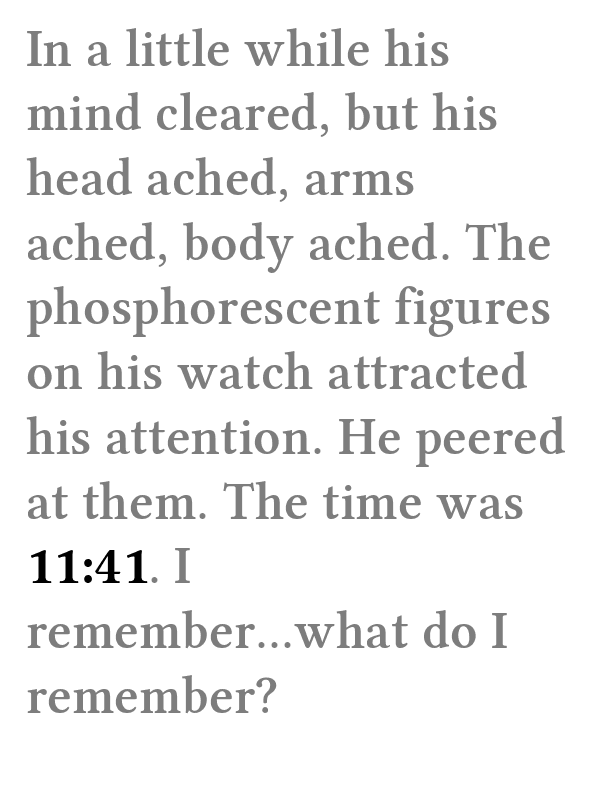 In a little while his
mind cleared, but his
head ached, arms
ached, body ached. The
phosphorescent figures
on his watch attracted
his attention. He peered
at them. The time was
11:41. I
remember...what do I
remember?